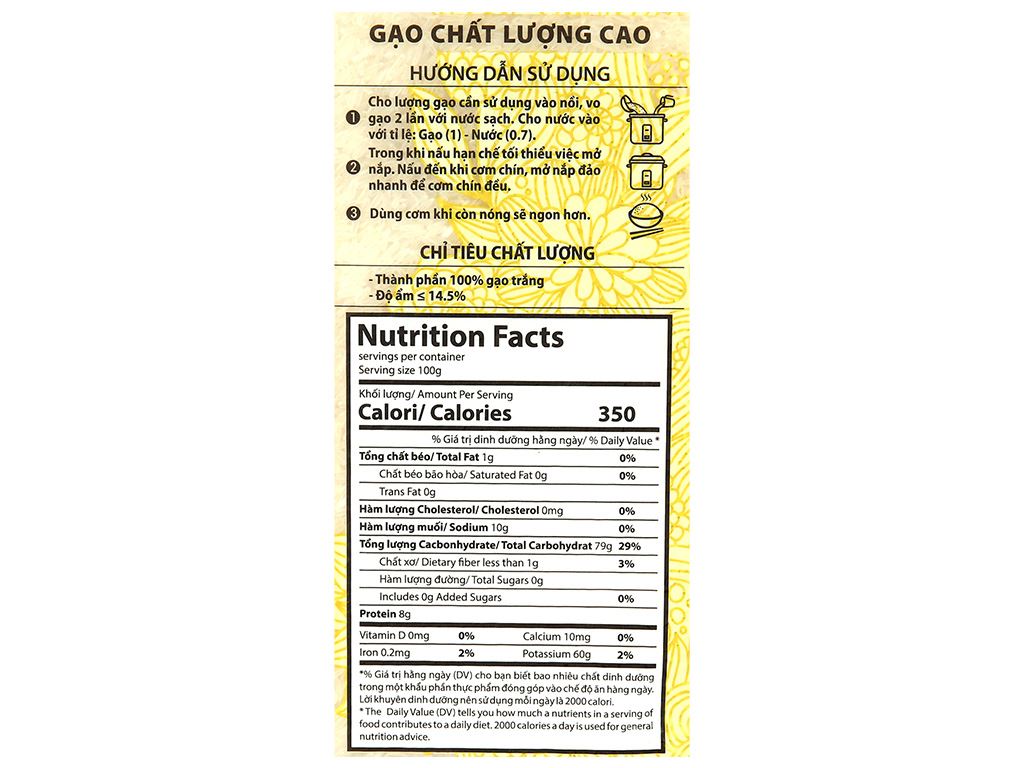 GẠO CHẤT LƯỢNG CAO
HƯỚNG DẪN SỬ DỤNG
1 Cho lượng gạo cần sử dụng vào nồi, vo
gạo 2 lần với nước sạch. Cho nước vào
với tỉ lệ: Gạo (1) - Nước (0.7).
2 Trong khi nấu hạn chế tối thiểu việc mở
nắp. Nấu đến khi cơm chín, mở nắp đảo
nhanh để cơm chín đều.
3 Dùng cơm khi còn nóng sẽ ngon hơn.
CHỈ TIÊU CHẤT LƯỢNG
- Thành phần 100% gạo trắng
- Độ ẩm ≤ 14.5%
Nutrition Facts
servings per container
Serving size 100g
Khối lượng/ Amount Per Serving
Calori/ Calories 350
% Giá trị dinh dưỡng hằng ngày/ % Daily Value *
Tổng chất béo/ Total Fat 1g 0%
Chất béo bão hòa/ Saturated Fat 0g 0%
Trans Fat 0g
Hàm lượng Cholesterol/ Cholesterol 0mg 0%
Hàm lượng muối/ Sodium 10g 0%
Tổng lượng Cacbonhydrate/ Total Carbohydrat 79g 29%
Chất xơ/ Dietary fiber less than 1g 3%
Hàm lượng đường/ Total Sugars 0g
Includes 0g Added Sugars 0%
Protein 8g
Vitamin D 0mg 0% Calcium 10mg 0%
Iron 0.2mg 2% Potassium 60g 2%
*% Giá trị hằng ngày (DV) cho bạn biết bao nhiêu chất dinh dưỡng
trong một khẩu phần thực phẩm đóng góp vào chế độ ăn hàng ngày.
Lời khuyên dinh dưỡng nên sử dụng mỗi ngày là 2000 calori.
* The Daily Value (DV) tells you how much a nutrients in a serving of
food contributes to a daily diet. 2000 calories a day is used for general
nutrition advice.